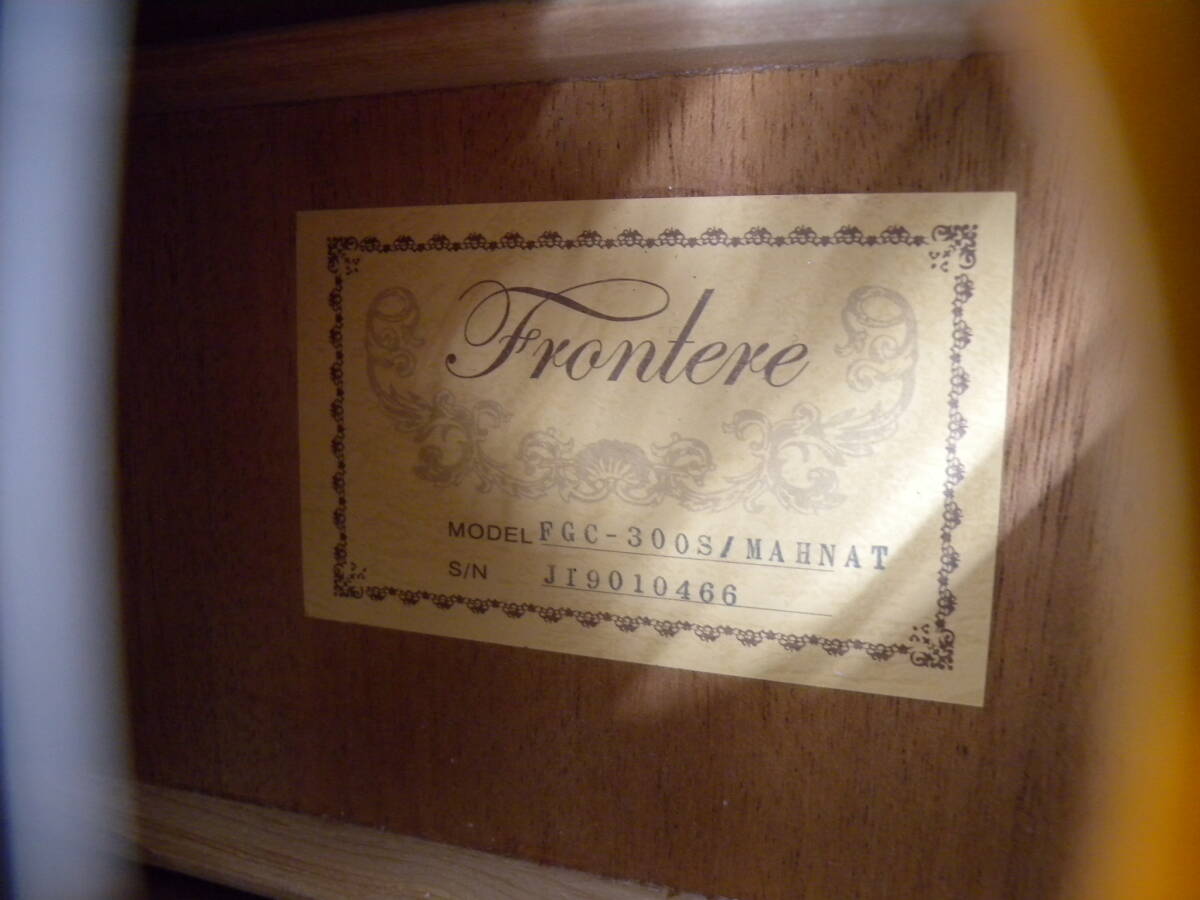 Frontere
MODEL FGC-300S/MAHNAT
S/N JI9010466